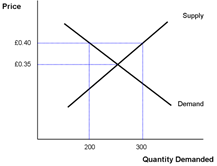 Price
Supply
£0.40
£0.35
Demand
200
300
Quantity Demanded